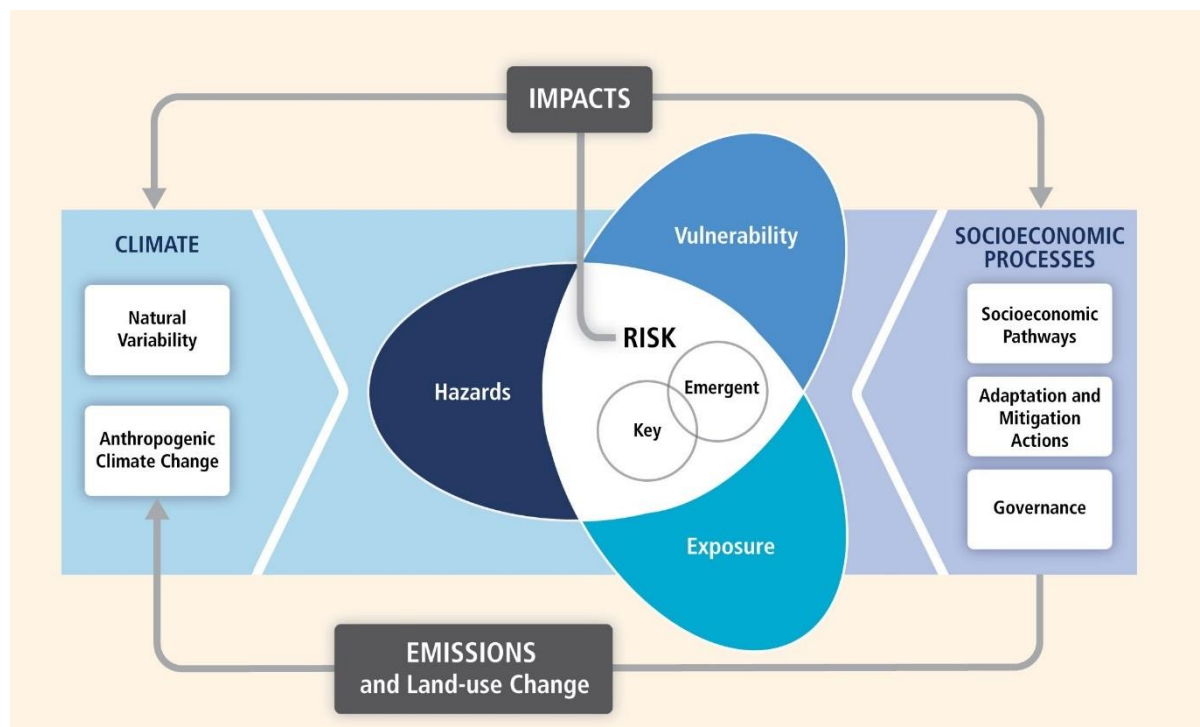 IMPACTS
CLIMATE
Natural
Variability
Anthropogenic
Climate Change
Vulnerability
Hazards
RISK
Emergent
Key
Exposure
SOCIOECONOMIC
PROCESSES
Socioeconomic
Pathways
Adaptation and
Mitigation
Actions
Governance
EMISSIONS
and Land-use Change